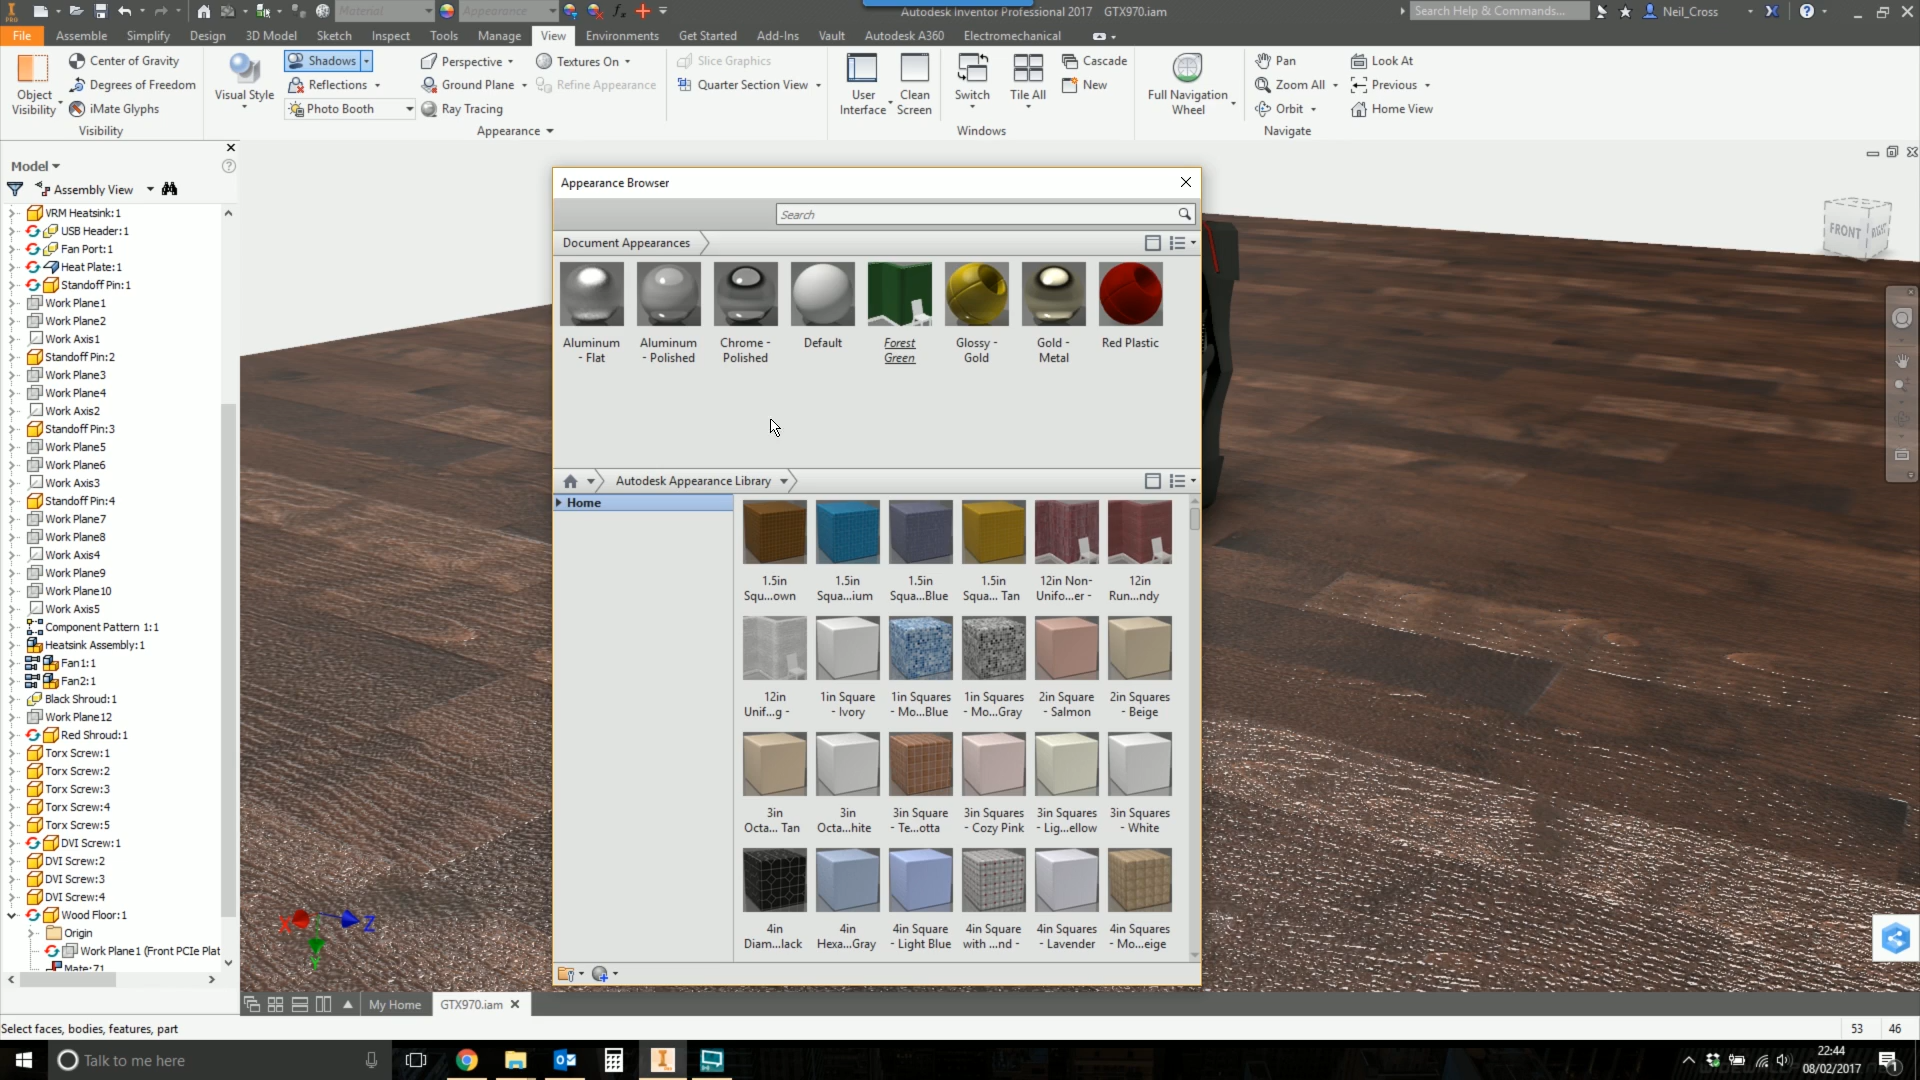 PRO
Material
Appearance
Autodesk Inventor Professional 2017 GTX970.iam
Search Help & Commands...
Neil_Cross
File Assembly Simplify Design 3D Model Sketch Inspect Tools Manage View Environments Get Started Add-Ins Vault Autodesk A360 Electromechanical
Object Visibility
Center of Gravity
Degrees of Freedom
iMate Glyphs
Visibility
Visual Style
Shadows
Reflections
Photo Booth
Perspective
Ground Plane
Ray Tracing
Textures On
Refine Appearance
Appearance
Slice Graphics
Quarter Section View
User Interface
Clean Screen
Switch
Tile All
Cascade
New
Windows
Full Navigation Wheel
Pan
Zoom All
Orbit
Look At
Previous
Home View
Navigate
Model
Assembly View
VRM Heatsink:1
USB Header:1
Fan Port:1
Heat Plate:1
Standoff Pin:1
Work Plane1
Work Plane2
Work Axis1
Standoff Pin:2
Work Plane3
Work Plane4
Work Axis2
Standoff Pin:3
Work Plane5
Work Plane6
Work Axis3
Standoff Pin:4
Work Plane7
Work Plane8
Work Axis4
Work Plane9
Work Plane10
Work Axis5
Component Pattern 1:1
Heatsink Assembly:1
Fan1:1
Fan2:1
Black Shroud:1
Work Plane12
Red Shroud:1
Torx Screw:1
Torx Screw:2
Torx Screw:3
Torx Screw:4
Torx Screw:5
DVI Screw:1
DVI Screw:2
DVI Screw:3
DVI Screw:4
Wood Floor:1
Origin
Work Plane1 (Front PCIe Plat
Mate:71
Appearance Browser
Search
Document Appearances
Aluminum - Flat
Aluminum - Polished
Chrome - Polished
Default
Forest Green
Glossy - Gold
Gold - Metal
Red Plastic
Autodesk Appearance Library
Home
1.5in Squ...own
1.5in Squa...ium
1.5in Squa...Blue
1.5in Squa... Tan
12in Non-Unifo...er -
12in Run...ndy
12in Unif...g -
1in Square - Ivory
1in Squares - Mo...Blue
1in Squares - Mo...Gray
2in Square - Salmon
2in Squares - Beige
3in Octa... Tan
3in Octa...hite
3in Square - Te...otta
3in Squares - Cozy Pink
3in Squares - Lig...ellow
3in Squares - White
4in Diam...lack
4in Hexa...Gray
4in Square - Light Blue
4in Square with ...nd -
4in Squares - Lavender
4in Squares - Mo...eige
FRONT
RIGHT
X
Z
Y
My Home
GTX970.iam
Select faces, bodies, features, part
53 46
Talk to me here
22:44
08/02/2017
1